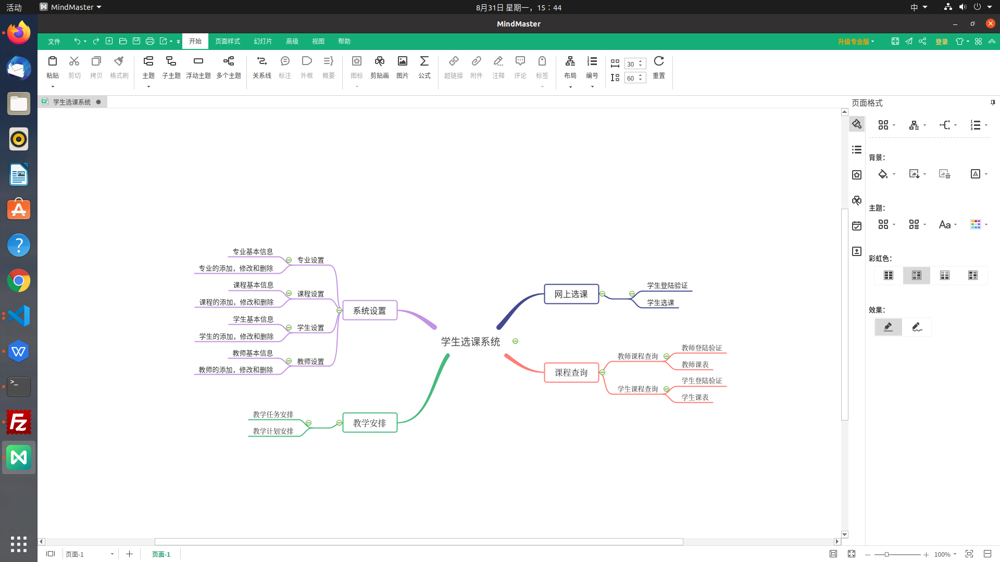 活动
MindMaster
8月31日 星期一，15：44
中
MindMaster
文件
开始
页面样式
幻灯片
高级
视图
帮助
升级专业版
登录
粘贴
剪切
拷贝
格式刷
主题
子主题
浮动主题
多个主题
关系线
标注
外框
概要
图标
剪贴画
图片
公式
超链接
附件
注释
评论
标签
布局
编号
30
60
重置
学生选课系统
页面格式
背景：
主题：
Aa
彩虹色：
效果：
专业基本信息
专业设置
专业的添加，修改和删除
课程基本信息
课程设置
课程的添加，修改和删除
系统设置
学生基本信息
学生设置
学生的添加，修改和删除
教师基本信息
教师设置
教师的添加，修改和删除
教学任务安排
教学安排
教学计划安排
学生选课系统
网上选课
学生登陆验证
学生选课
课程查询
教师课程查询
教师登陆验证
教师课表
学生课程查询
学生登陆验证
学生课表
页面-1
页面-1
100%